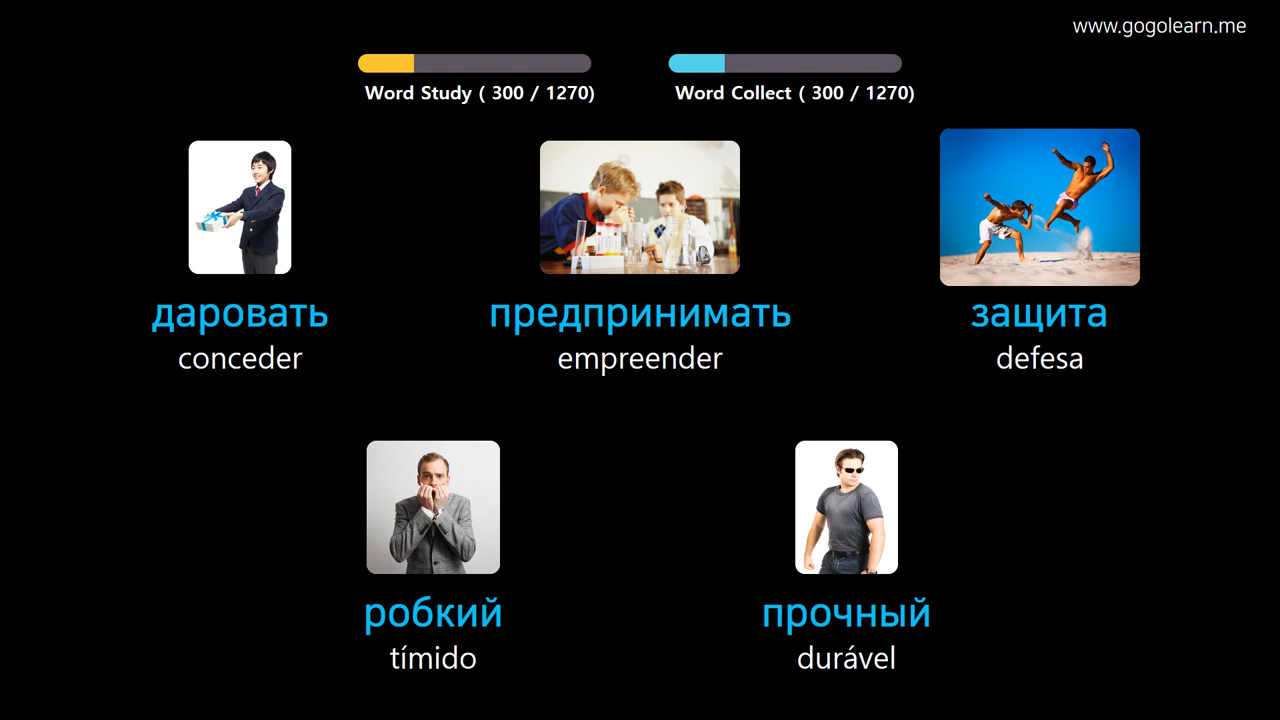 www.gogolearn.me
Word Study ( 300 / 1270)
Word Collect ( 300 / 1270)
даровать
conceder
предпринимать
empreender
защита
defesa
робкий
tímido
прочный
durável